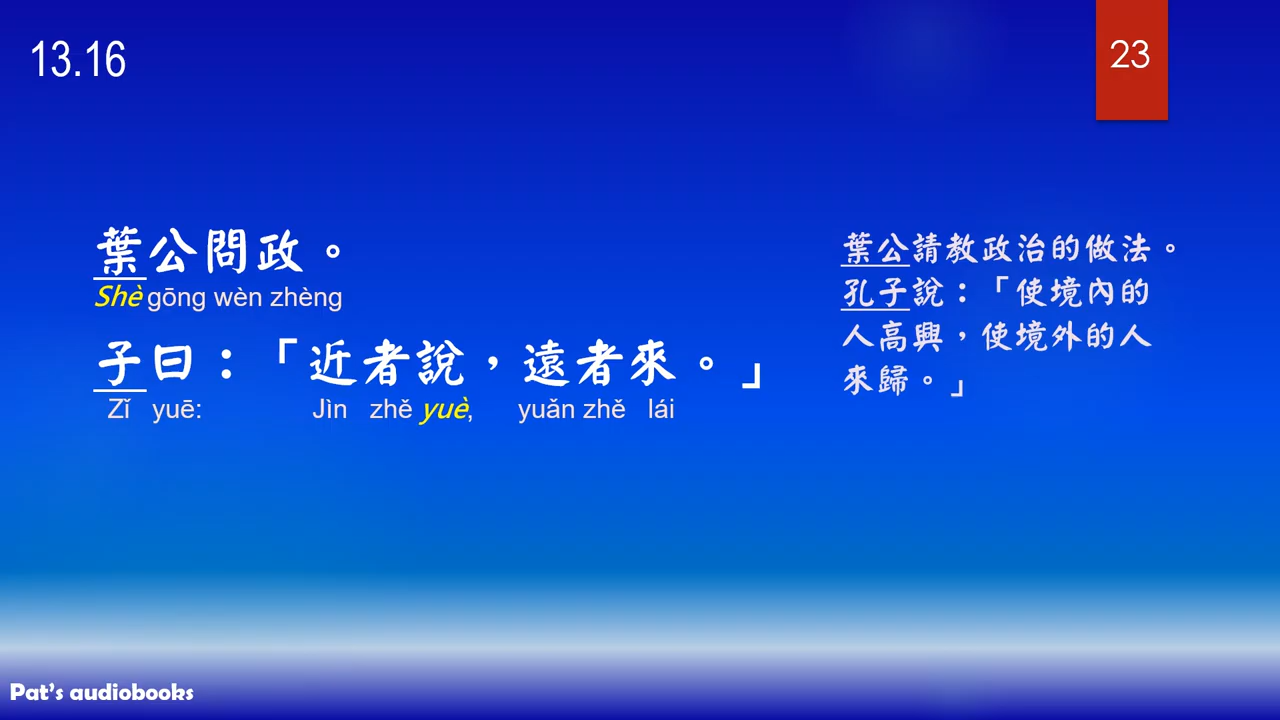 13.16
23
葉公問政。
Shè gōng wèn zhèng
子曰：「近者說，遠者來。」
Zǐ yuē: Jìn zhě yuè, yuǎn zhě lái
葉公請教政治的做法。
孔子說：「使境內的
人高興，使境外的人
來歸。」
Pat's audiobooks